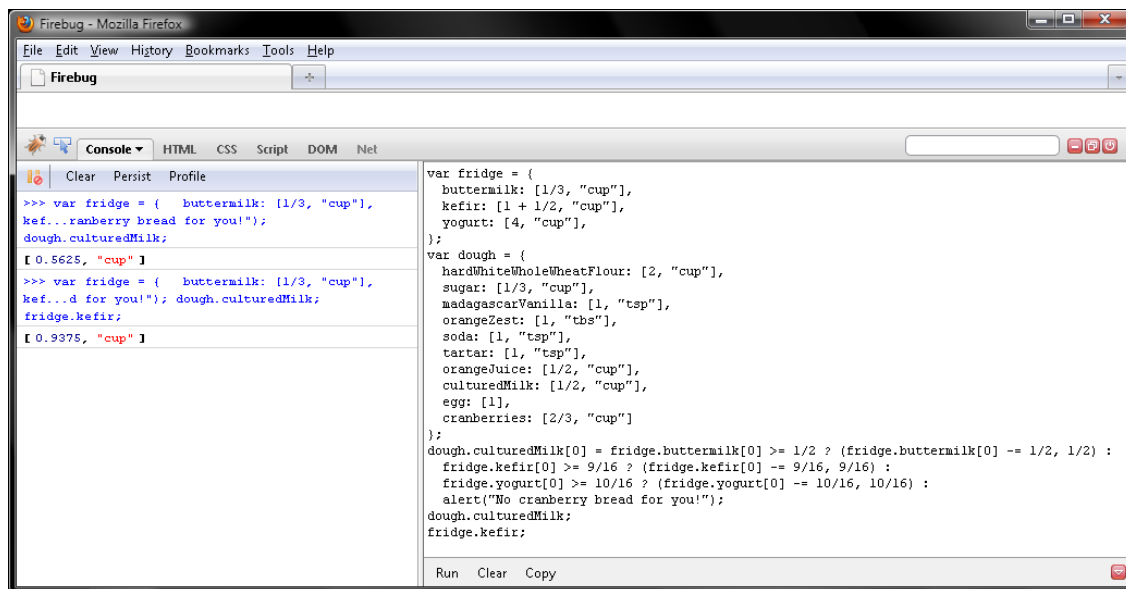 Firebug - Mozilla Firefox
File Edit View History Bookmarks Tools Help
Firebug
Console HTML CSS Script DOM Net
Clear Persist Profile
>>> var fridge = {   buttermilk: [1/3, "cup"],
kef...ranberry bread for you!");
dough.culturedMilk;
[ 0.5625, "cup" ]
>>> var fridge = {   buttermilk: [1/3, "cup"],
kef...d for you!"); dough.culturedMilk;
fridge.kefir;
[ 0.9375, "cup" ]
var fridge = {
  buttermilk: [1/3, "cup"],
  kefir: [1 + 1/2, "cup"],
  yogurt: [4, "cup"],
};
var dough = {
  hardWhiteWholeWheatFlour: [2, "cup"],
  sugar: [1/3, "cup"],
  madagascarVanilla: [1, "tsp"],
  orangeZest: [1, "tbs"],
  soda: [1, "tsp"],
  tartar: [1, "tsp"],
  orangeJuice: [1/2, "cup"],
  culturedMilk: [1/2, "cup"],
  egg: [1],
  cranberries: [2/3, "cup"]
};
dough.culturedMilk[0] = fridge.buttermilk[0] >= 1/2 ? (fridge.buttermilk[0] -= 1/2, 1/2) :
  fridge.kefir[0] >= 9/16 ? (fridge.kefir[0] -= 9/16, 9/16) :
  fridge.yogurt[0] >= 10/16 ? (fridge.yogurt[0] -= 10/16, 10/16) :
  alert("No cranberry bread for you!");
dough.culturedMilk;
fridge.kefir;
Run Clear Copy